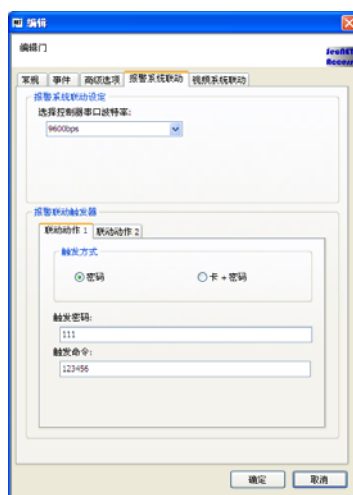 编辑
编辑门
Access
常规 事件 高级选项 报警系统联动 视频系统联动
报警系统联动设定
选择控制器串口波特率:
9600bps
报警联动触发器
联动动作 1 联动动作 2
触发方式
密码 卡 + 密码
触发密码:
111
触发命令:
123456
确定 取消